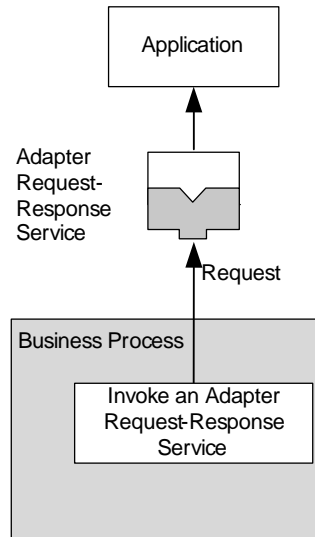 Application
Adapter
Request-
Response
Service
Request
Business Process
Invoke an Adapter
Request-Response
Service